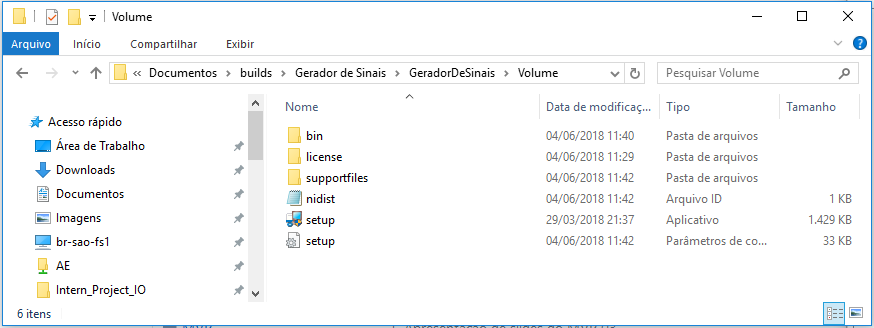 Volume
Arquivo Início Compartilhar Exibir
« Documentos › builds › Gerador de Sinais › GeradorDeSinais › Volume Pesquisar Volume
Nome Data de modificaç... Tipo Tamanho
Acesso rápido
Área de Trabalho
Downloads
Documentos
Imagens
br-sao-fs1
AE
Intern_Project_IO
bin 04/06/2018 11:40 Pasta de arquivos
license 04/06/2018 11:29 Pasta de arquivos
supportfiles 04/06/2018 11:42 Pasta de arquivos
nidist 04/06/2018 11:42 Arquivo ID 1 KB
setup 29/03/2018 21:37 Aplicativo 1.429 KB
setup 04/06/2018 11:42 Parâmetros de co... 33 KB
6 itens